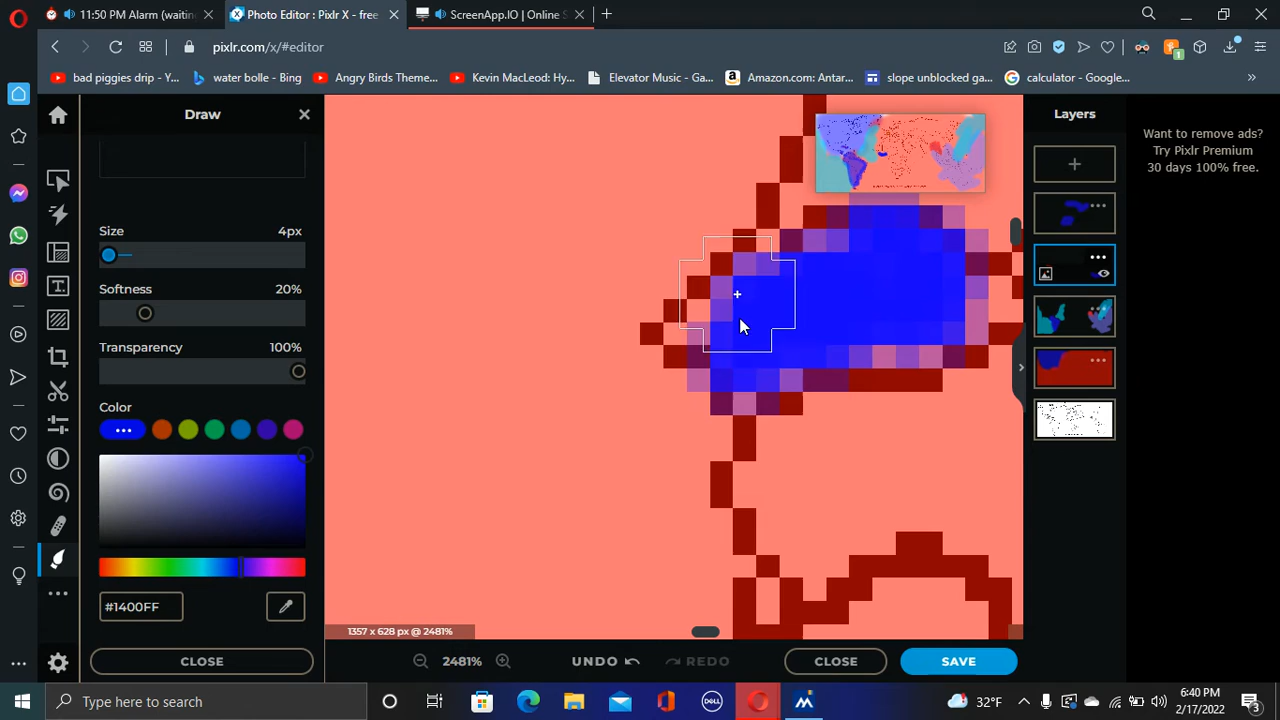 11:50 PM Alarm (waitin
Photo Editor : Pixlr X - free
ScreenApp.IO | Online S
pixlr.com/x/#editor
bad piggies drip - Yo...
water bolle - Bing
Angry Birds Theme...
Kevin MacLeod: Hy...
Elevator Music - Ga...
Amazon.com: Antar...
slope unblocked ga...
calculator - Google...
Draw
Layers
Want to remove ads?
Try Pixlr Premium
30 days 100% free.
Size
4px
Softness
20%
Transparency
100%
Color
#1400FF
1357 x 628 px @ 2481%
CLOSE
2481%
UNDO
REDO
CLOSE
SAVE
Type here to search
DELL
32°F
6:40 PM
2/17/2022
3
1